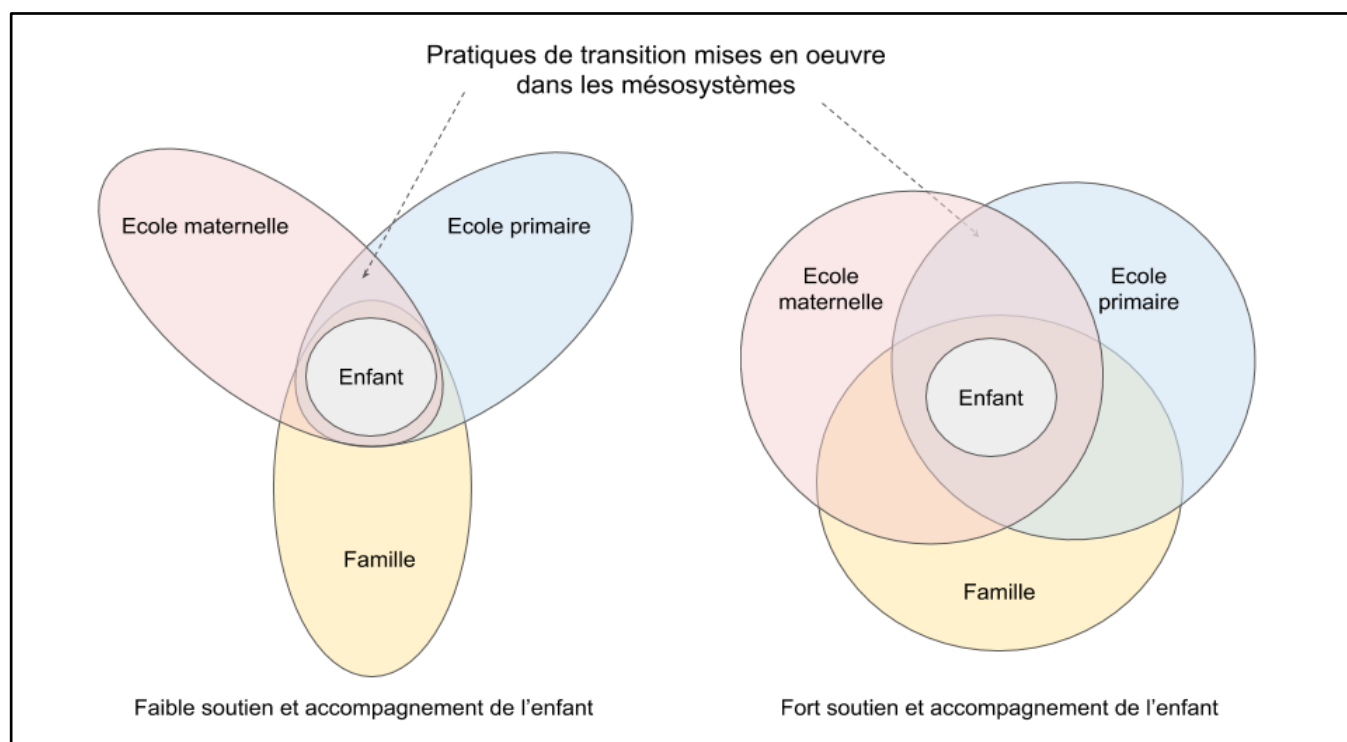 Pratiques de transition mises en oeuvre
dans les mésosystèmes
Ecole maternelle
Ecole primaire
Enfant
Famille
Faible soutien et accompagnement de l'enfant
Ecole
maternelle
Ecole
primaire
Enfant
Famille
Fort soutien et accompagnement de l'enfant